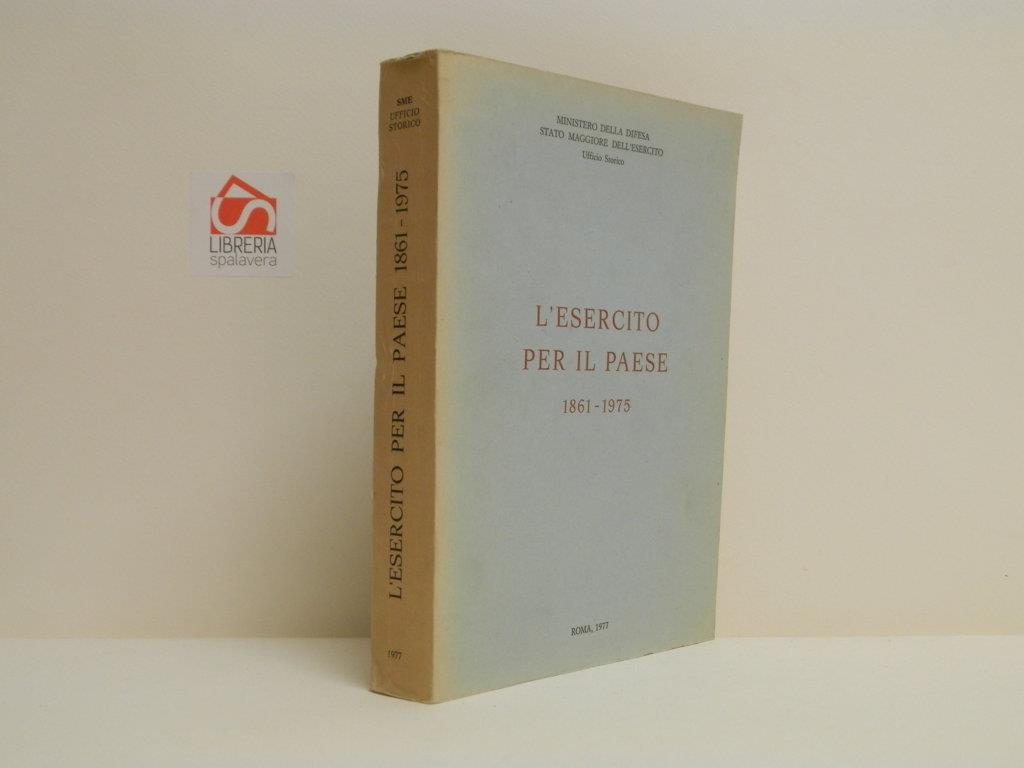 LIBRERIA
spalavera
SME
UFFICIO
STORICO
L'ESERCITO PER IL PAESE 1861-1975
1977
MINISTERO DELLA DIFESA
STATO MAGGIORE DELL'ESERCITO
Ufficio Storico
L'ESERCITO
PER IL PAESE
1861-1975
ROMA, 1977